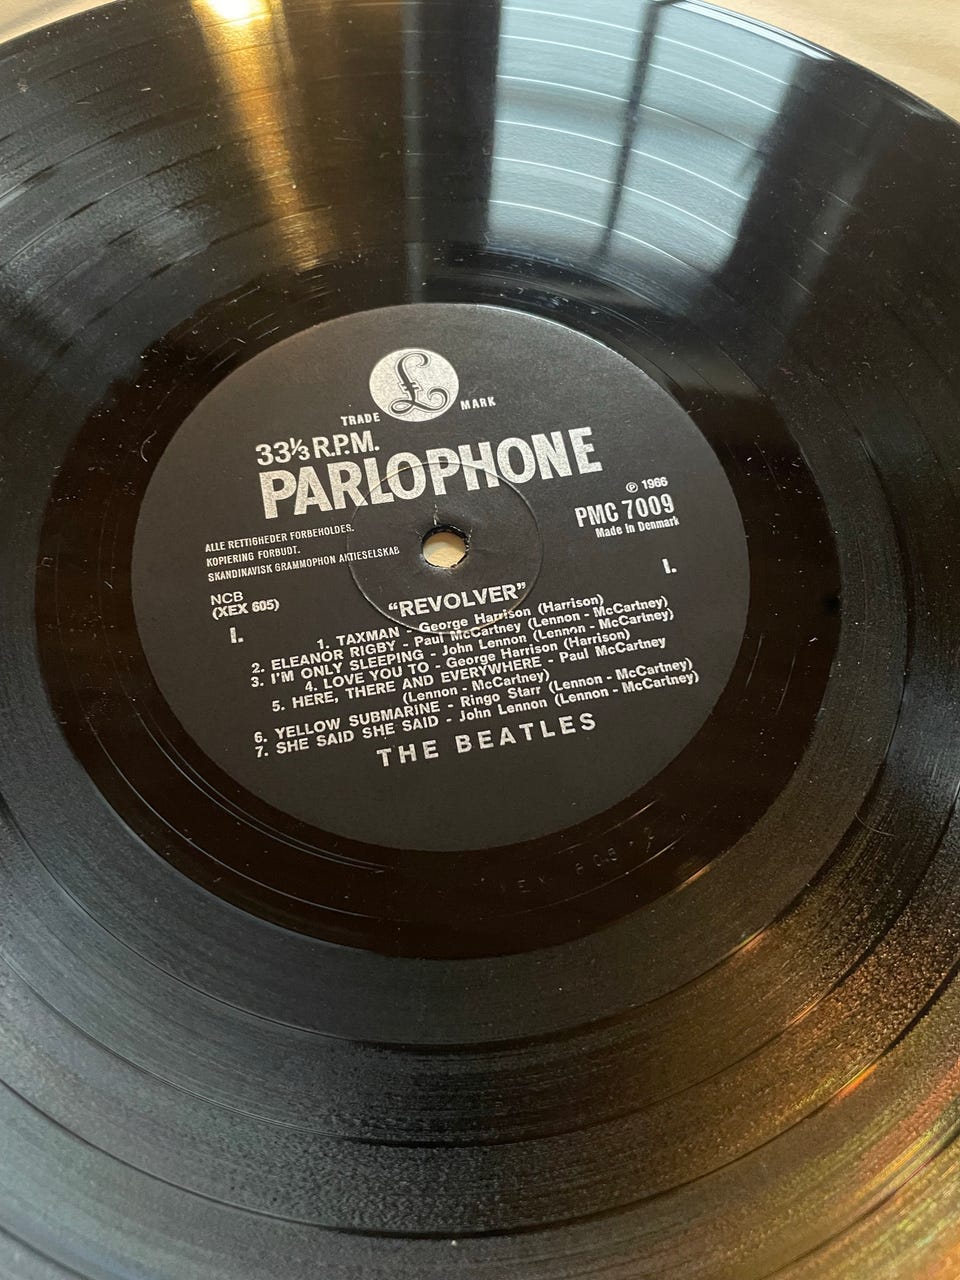 £
TRADE MARK
33⅓ R.P.M.
PARLOPHONE
℗ 1966
PMC 7009
Made in Denmark
ALLE RETTIGHEDER FORBEHOLDES.
KOPIERING FORBUDT.
SKANDINAVISK GRAMMOPHON AKTIESELSKAB
NCB
(XEX 605)
I.
I.
"REVOLVER"
1. TAXMAN - George Harrison (Harrison)
2. ELEANOR RIGBY - Paul McCartney (Lennon - McCartney)
3. I'M ONLY SLEEPING - John Lennon (Lennon - McCartney)
4. LOVE YOU TO - George Harrison (Harrison)
5. HERE, THERE AND EVERYWHERE - Paul McCartney
(Lennon - McCartney)
6. YELLOW SUBMARINE - Ringo Starr (Lennon - McCartney)
7. SHE SAID SHE SAID - John Lennon (Lennon - McCartney)
THE BEATLES